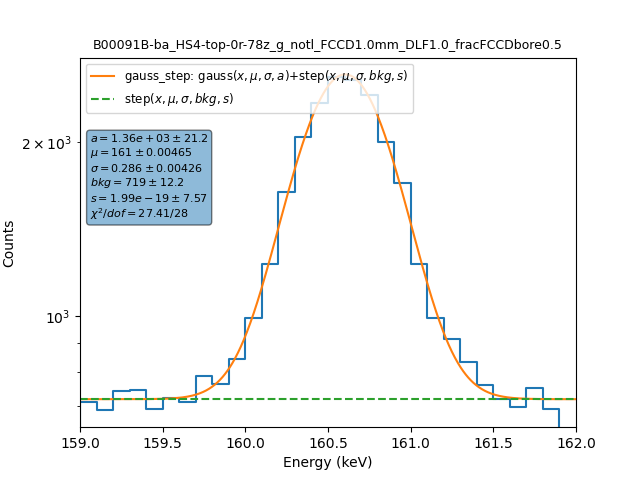 B00091B-ba_HS4-top-0r-78z_g_notl_FCCD1.0mm_DLF1.0_fracFCCDbore0.5
gauss_step: gauss(x, μ, σ, a)+step(x, μ, σ, bkg, s)
step(x, μ, σ, bkg, s)
a = 1.36e + 03 ± 21.2
μ = 161 ± 0.00465
σ = 0.286 ± 0.00426
bkg = 719 ± 12.2
s = 1.99e − 19 ± 7.57
χ²/dof = 27.41/28
2 × 10³
10³
Counts
159.0 159.5 160.0 160.5 161.0 161.5 162.0
Energy (keV)